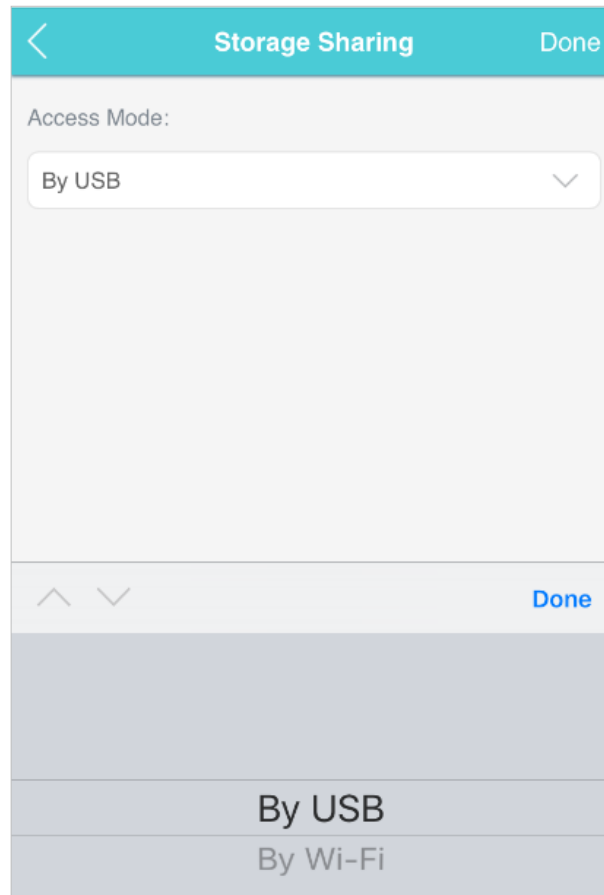 Storage Sharing Done
Access Mode:
By USB
Done
By USB
By Wi-Fi